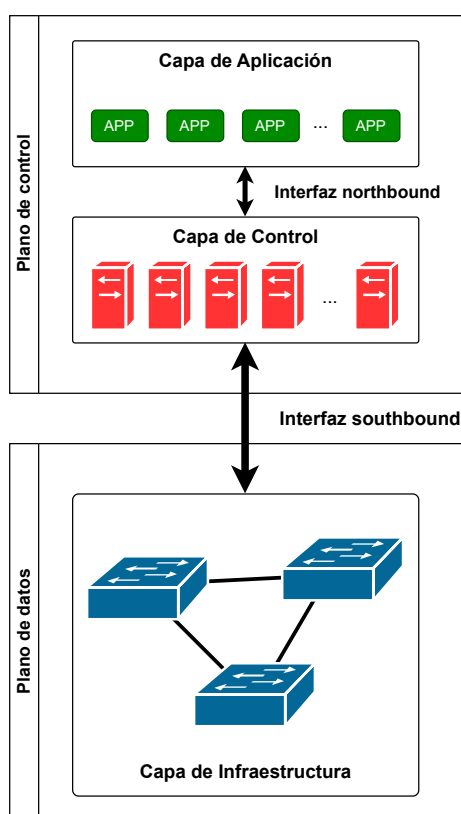 Plano de control
Capa de Aplicación
APP APP APP ... APP
Interfaz northbound
Capa de Control
...
Interfaz southbound
Plano de datos
Capa de Infraestructura